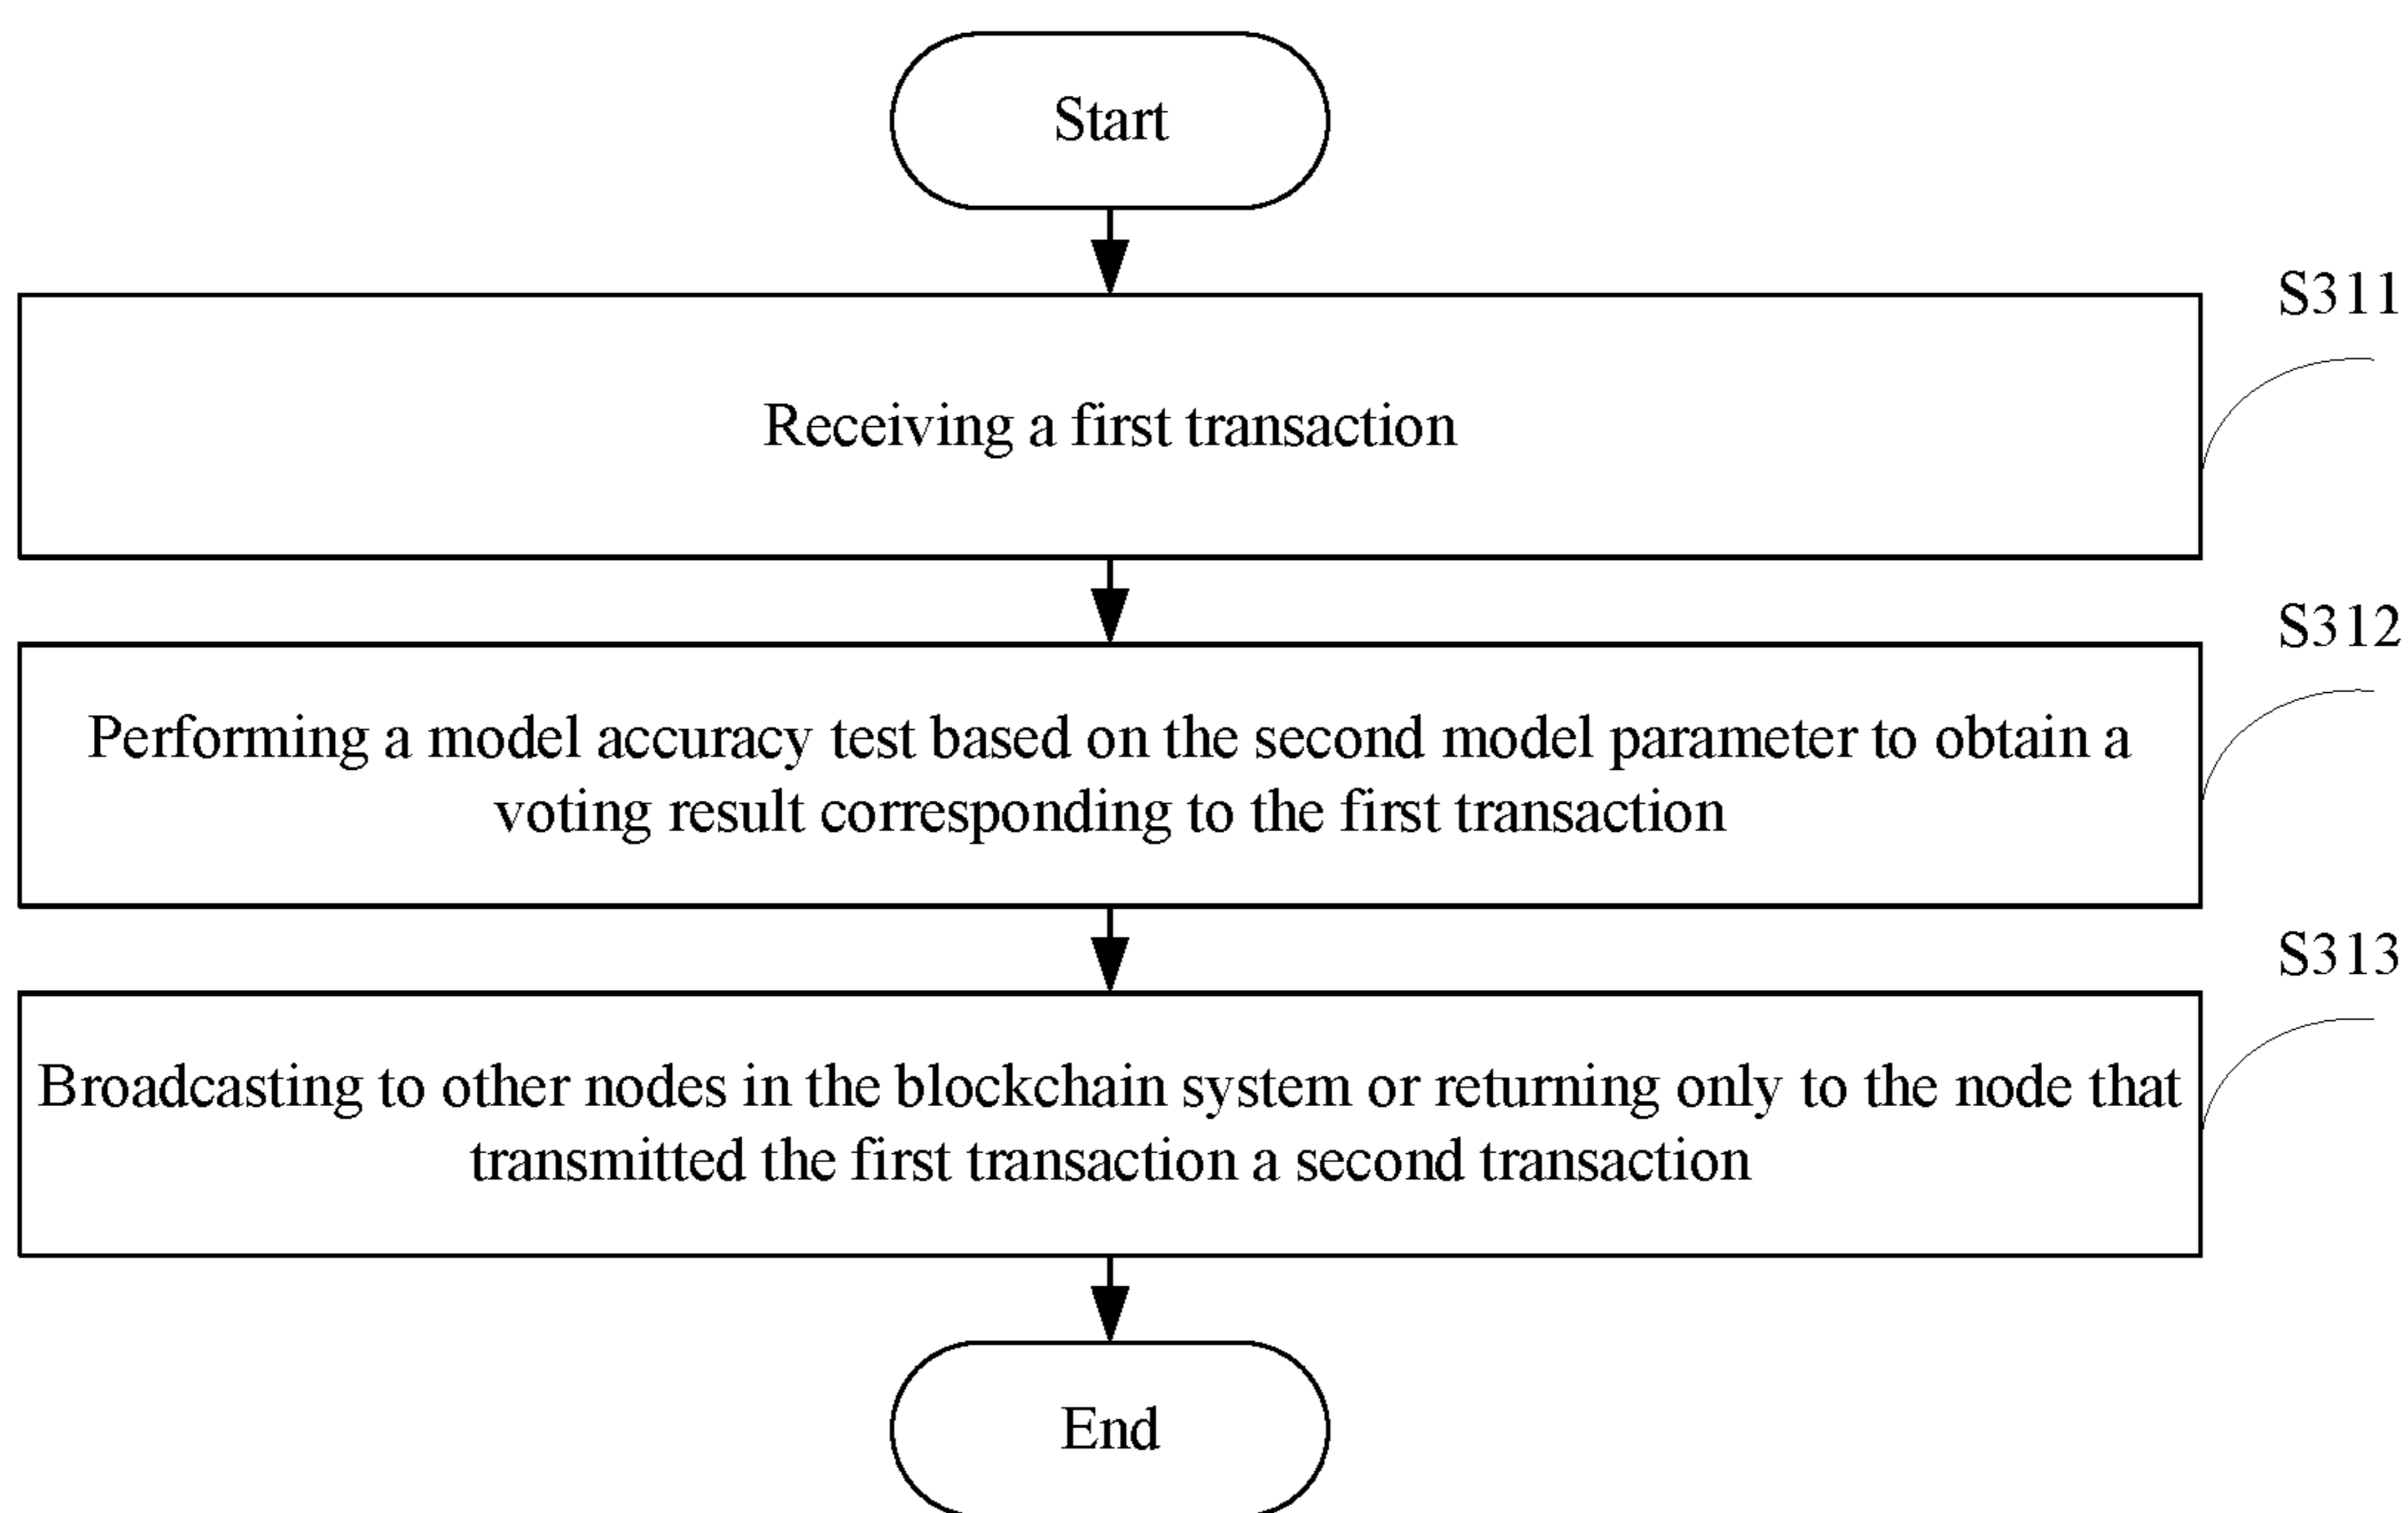 Start
S311
Receiving a first transaction
S312
Performing a model accuracy test based on the second model parameter to obtain a
voting result corresponding to the first transaction
S313
Broadcasting to other nodes in the blockchain system or returning only to the node that
transmitted the first transaction a second transaction
End